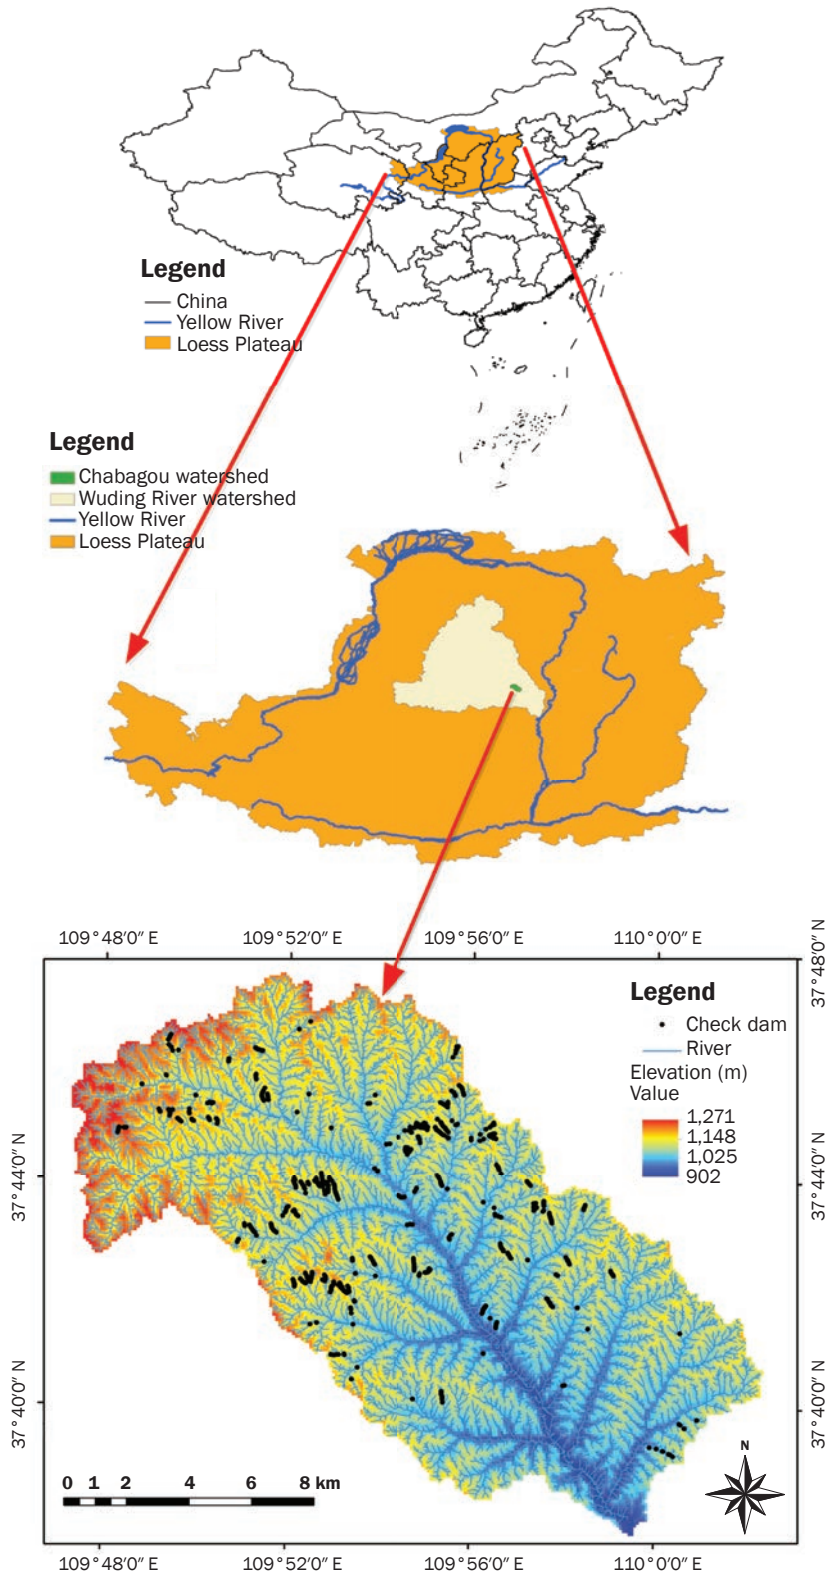 Legend
China
Yellow River
Loess Plateau
Legend
Chabagou watershed
Wuding River watershed
Yellow River
Loess Plateau
109°48′0″ E 109°52′0″ E 109°56′0″ E 110°0′0″ E
37°48′0″ N
Legend
Check dam
River
Elevation (m)
Value
1,271
1,148
1,025
902
37°44′0″ N
37°44′0″ N
37°40′0″ N
37°40′0″ N
0 1 2 4 6 8 km
N
109°48′0″ E 109°52′0″ E 109°56′0″ E 110°0′0″ E